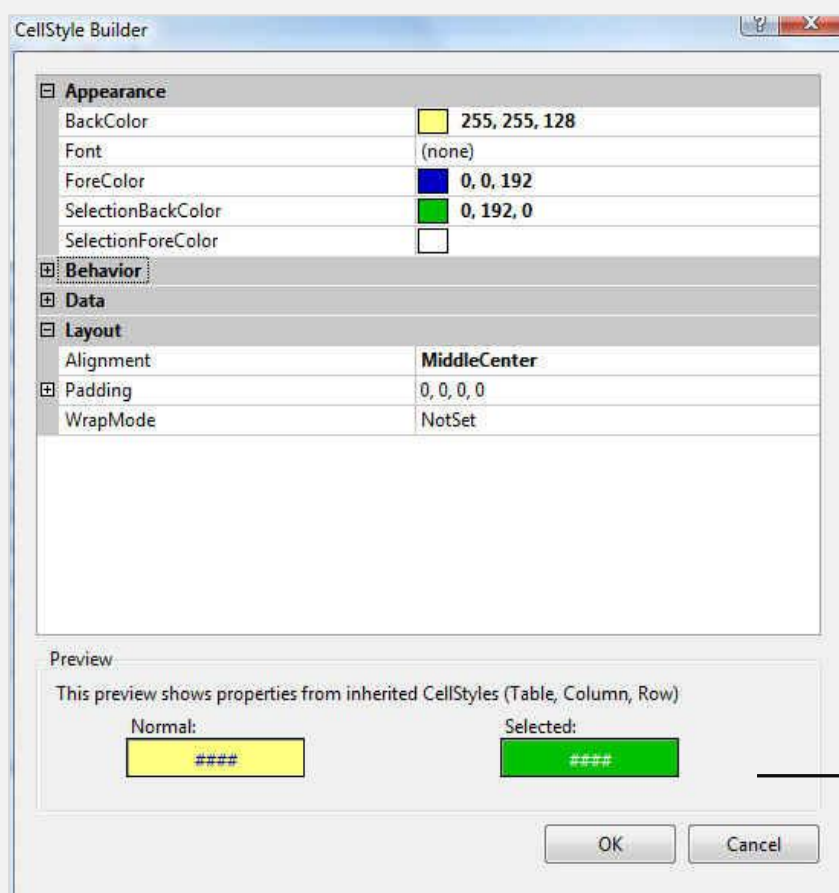 CellStyle Builder
Appearance
BackColor 255, 255, 128
Font (none)
ForeColor 0, 0, 192
SelectionBackColor 0, 192, 0
SelectionForeColor
Behavior
Data
Layout
Alignment MiddleCenter
Padding 0, 0, 0, 0
WrapMode NotSet
Preview
This preview shows properties from inherited CellStyles (Table, Column, Row)
Normal: Selected:
#### ####
OK Cancel